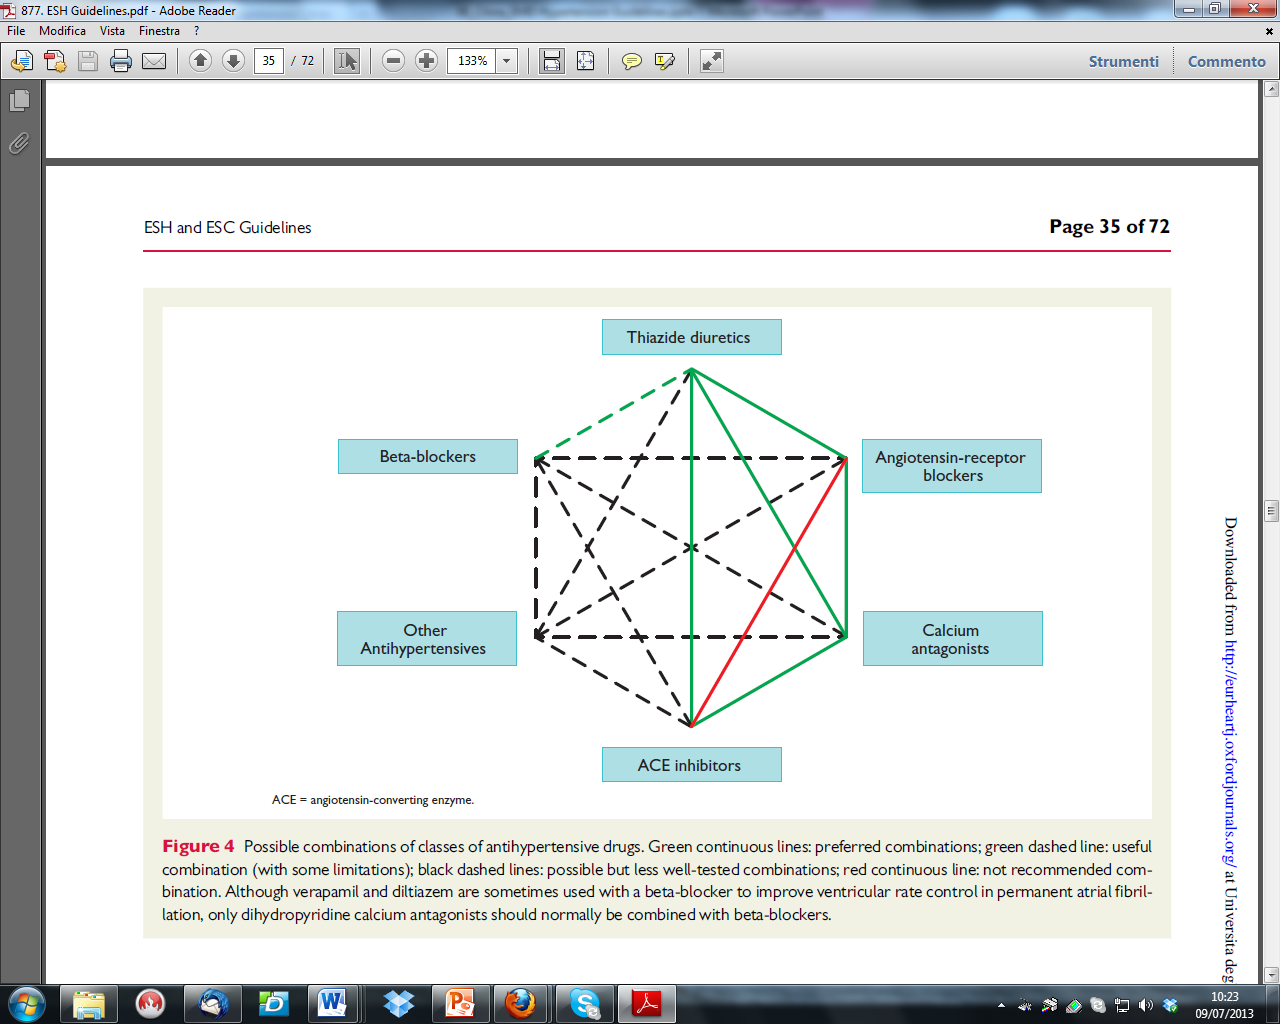 877. ESH Guidelines.pdf - Adobe Reader
File Modifica Vista Finestra ?
35 / 72 133% Strumenti Commento
ESH and ESC Guidelines
Page 35 of 72
Thiazide diuretics
Beta-blockers
Angiotensin-receptor
blockers
Other
Antihypertensives
Calcium
antagonists
ACE inhibitors
ACE = angiotensin-converting enzyme.
Figure 4 Possible combinations of classes of antihypertensive drugs. Green continuous lines: preferred combinations; green dashed line: useful
combination (with some limitations); black dashed lines: possible but less well-tested combinations; red continuous line: not recommended com-
bination. Although verapamil and diltiazem are sometimes used with a beta-blocker to improve ventricular rate control in permanent atrial fibril-
lation, only dihydropyridine calcium antagonists should normally be combined with beta-blockers.
Downloaded from http://eurheartj.oxfordjournals.org/ at Universita deg
10:23
09/07/2013